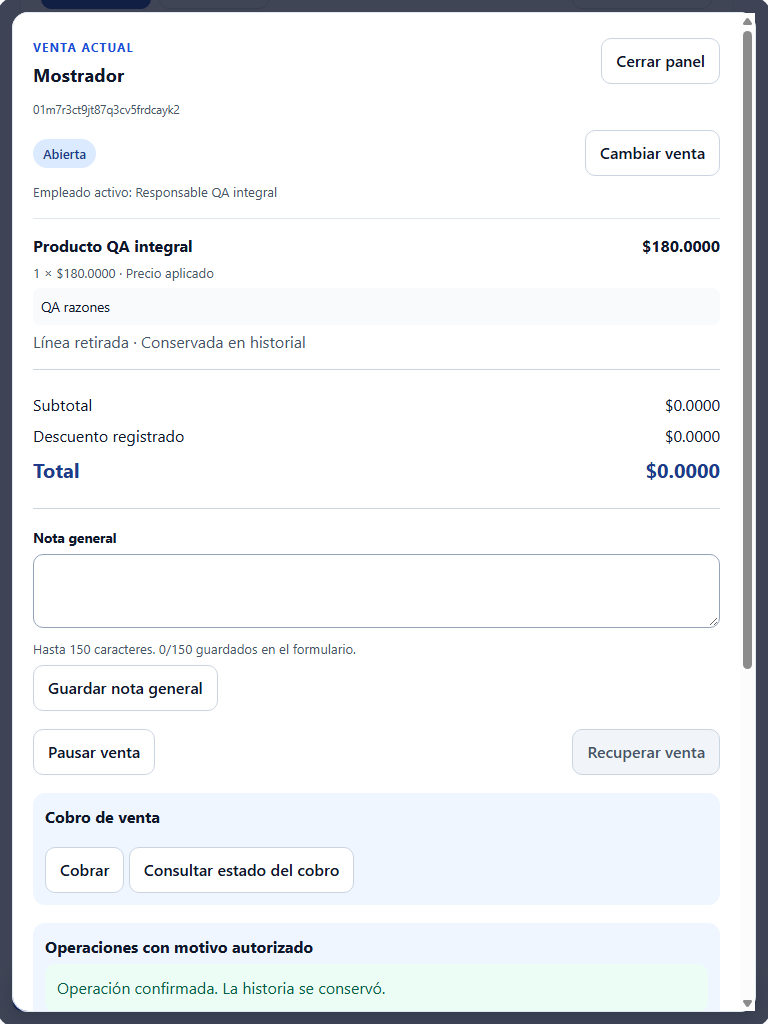 VENTA ACTUAL
Cerrar panel
Mostrador
01m7r3ct9jt87q3cv5frdcayk2
Abierta
Cambiar venta
Empleado activo: Responsable QA integral
Producto QA integral $180.0000
1 × $180.0000 · Precio aplicado
QA razones
Línea retirada · Conservada en historial
Subtotal $0.0000
Descuento registrado $0.0000
Total $0.0000
Nota general
Hasta 150 caracteres. 0/150 guardados en el formulario.
Guardar nota general
Pausar venta Recuperar venta
Cobro de venta
Cobrar Consultar estado del cobro
Operaciones con motivo autorizado
Operación confirmada. La historia se conservó.